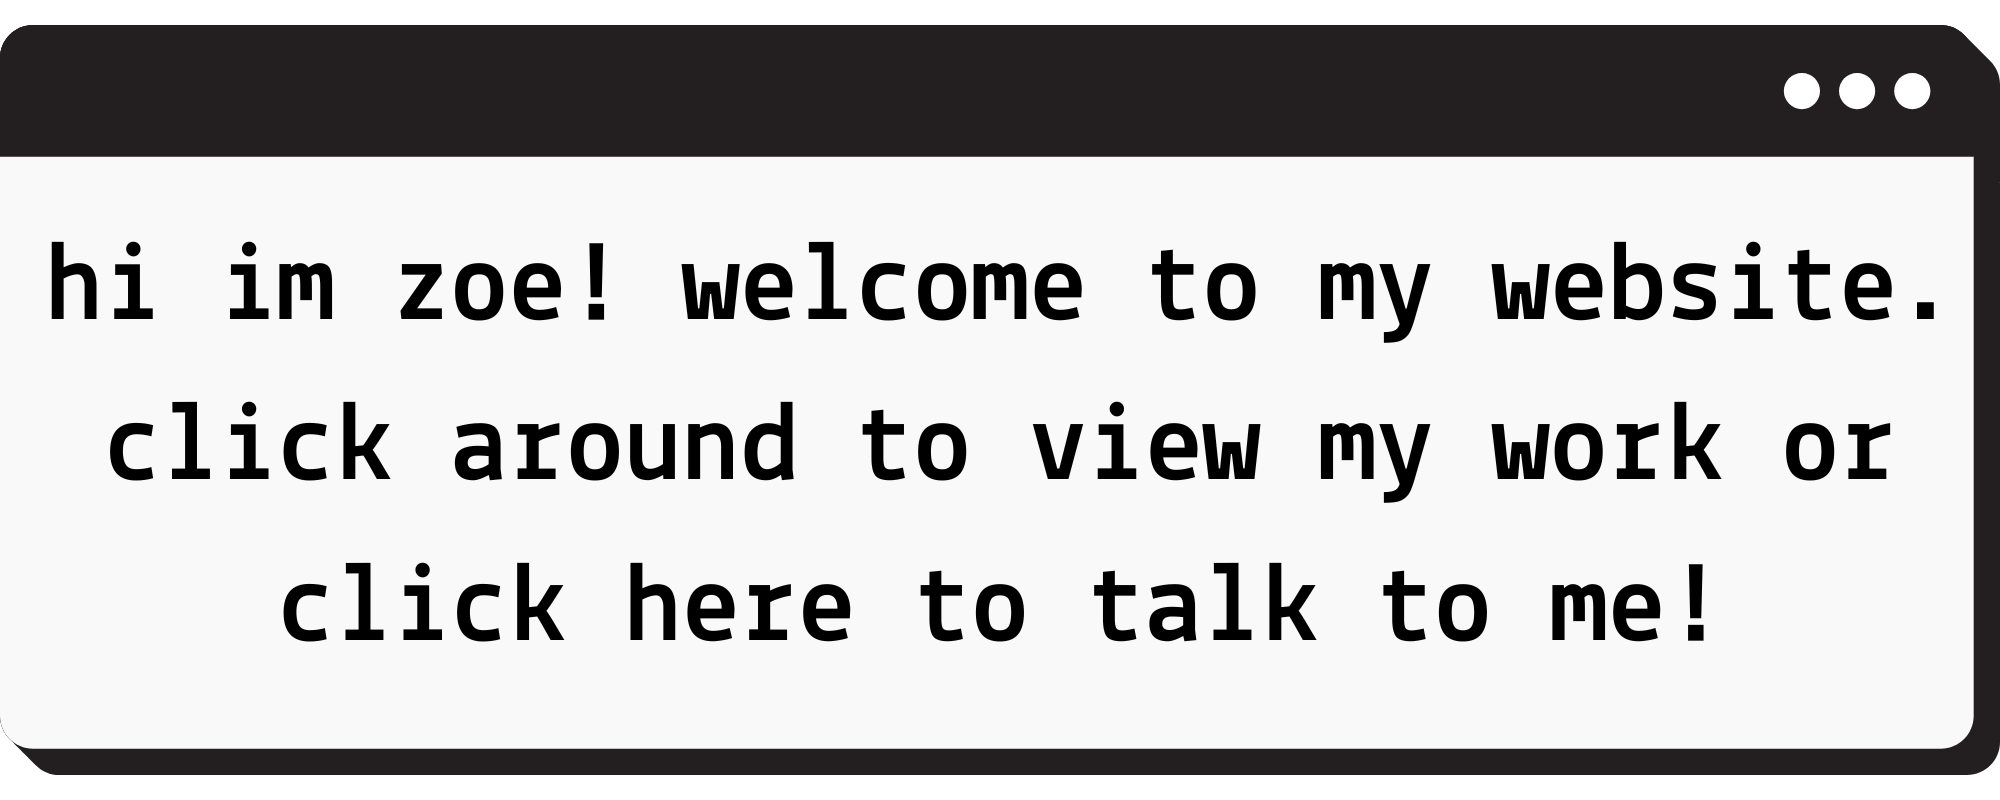 hi im zoe! welcome to my website.
click around to view my work or
click here to talk to me!